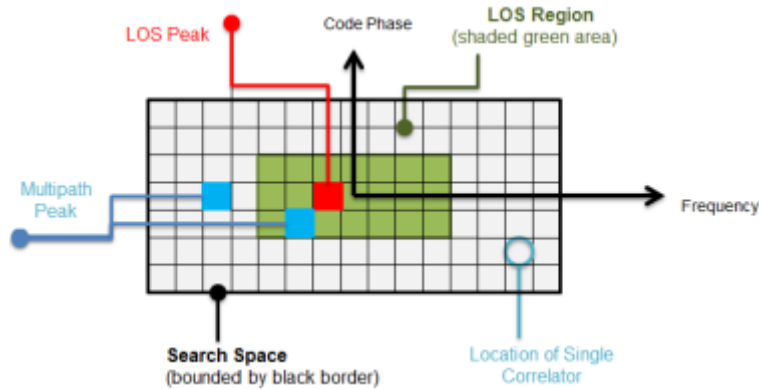 LOS Peak
Code Phase
LOS Region
(shaded green area)
Multipath
Peak
Frequency
Search Space
(bounded by black border)
Location of Single
Correlator